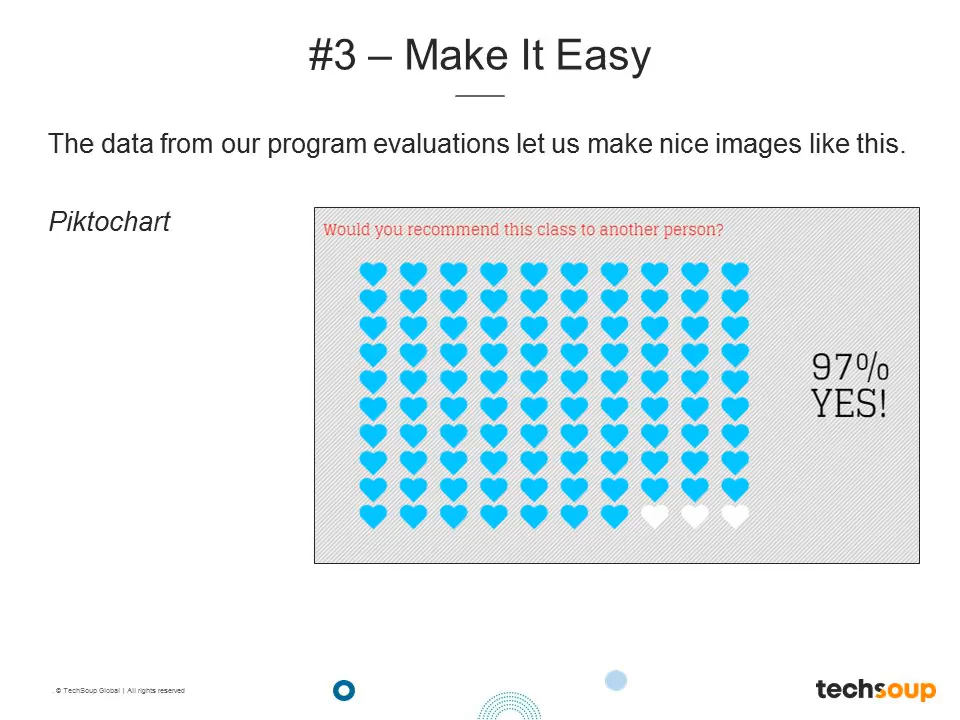 #3 – Make It Easy
The data from our program evaluations let us make nice images like this.
Piktochart
Would you recommend this class to another person?
97%
YES!
. © TechSoup Global | All rights reserved
techsoup